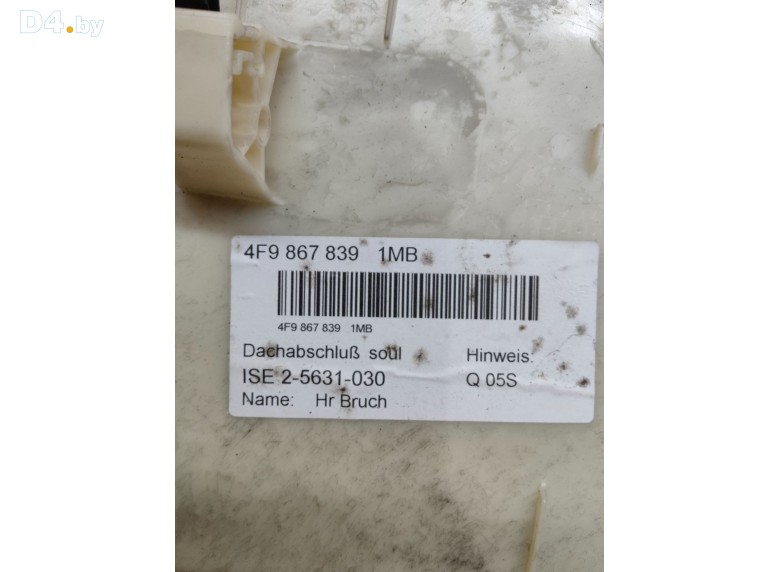 D4.by
4F9 867 839 1MB
4F9 867 839 1MB
Dachabschluß soul Hinweis:
ISE 2-5631-030 Q 05S
Name: Hr Bruch